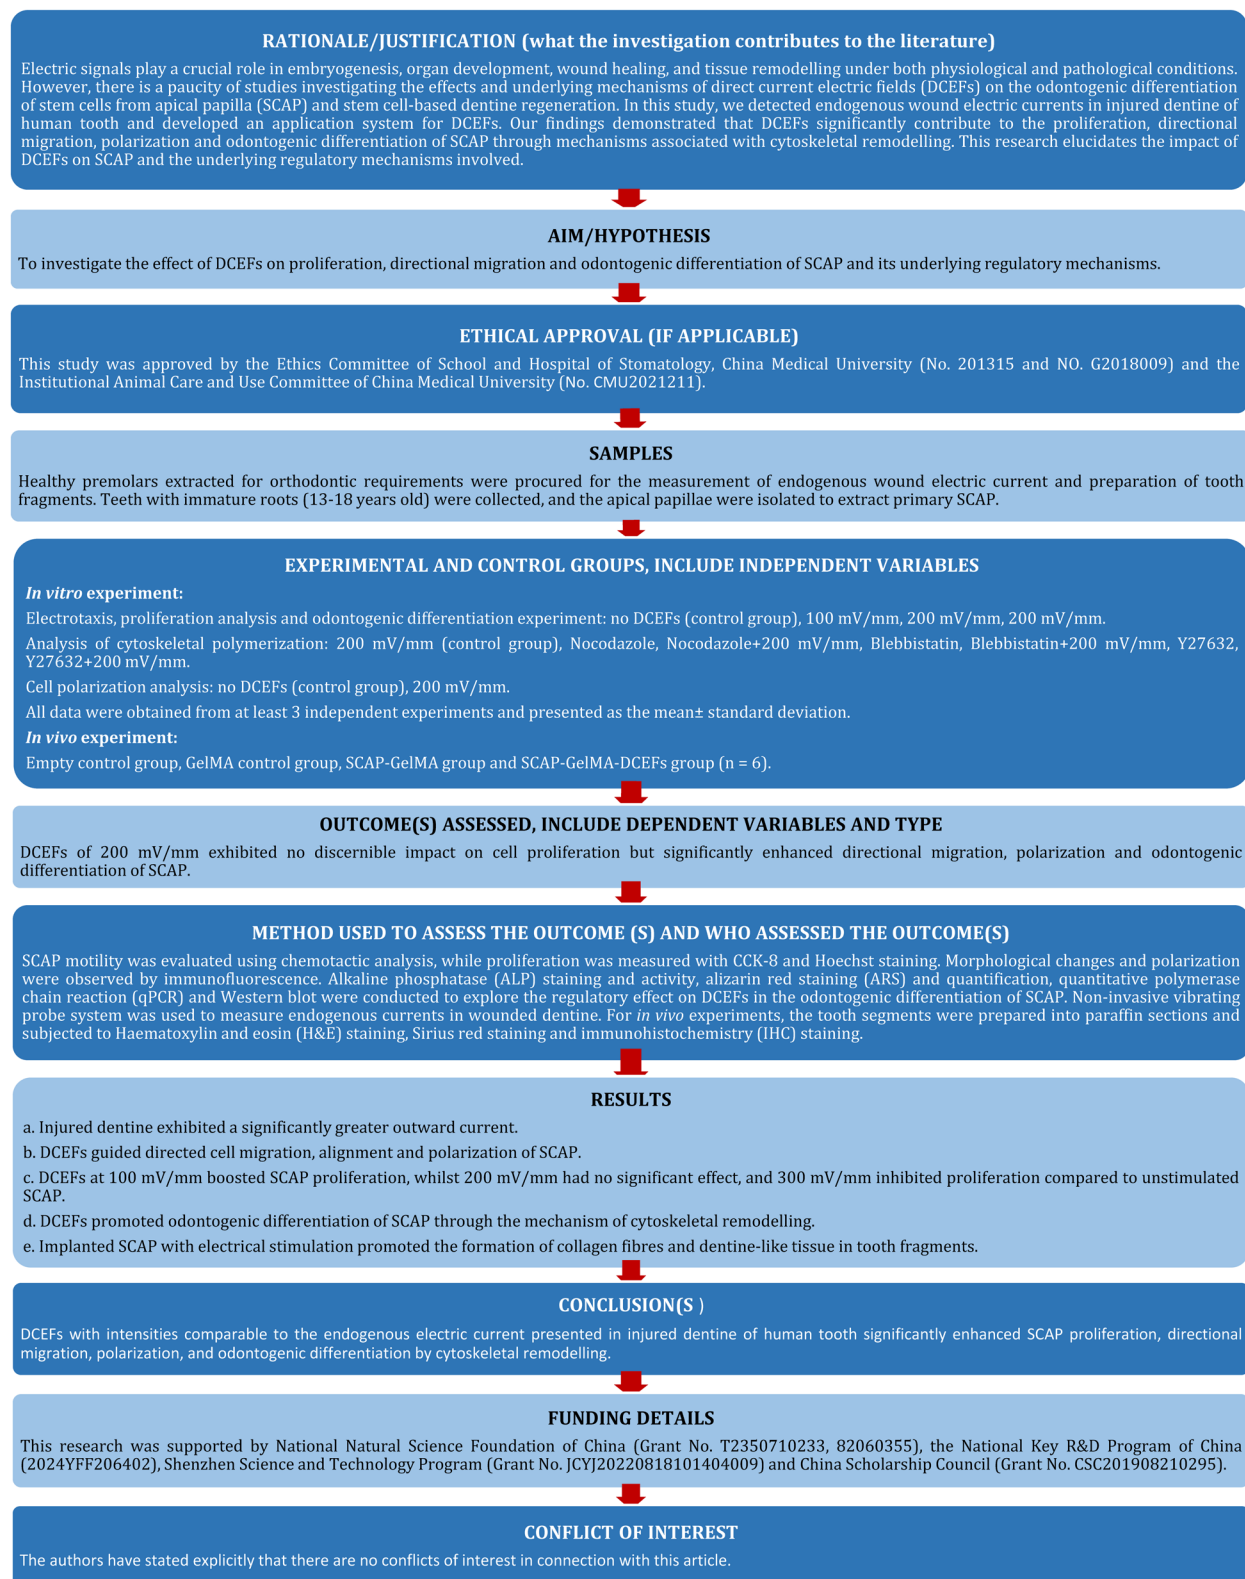 RATIONALE/JUSTIFICATION (what the investigation contributes to the literature)
Electric signals play a crucial role in embryogenesis, organ development, wound healing, and tissue remodelling under both physiological and pathological conditions.
However, there is a paucity of studies investigating the effects and underlying mechanisms of direct current electric fields (DCEFs) on the odontogenic differentiation
of stem cells from apical papilla (SCAP) and stem cell-based dentine regeneration. In this study, we detected endogenous wound electric currents in injured dentine of
human tooth and developed an application system for DCEFs. Our findings demonstrated that DCEFs significantly contribute to the proliferation, directional
migration, polarization and odontogenic differentiation of SCAP through mechanisms associated with cytoskeletal remodelling. This research elucidates the impact of
DCEFs on SCAP and the underlying regulatory mechanisms involved.
AIM/HYPOTHESIS
To investigate the effect of DCEFs on proliferation, directional migration and odontogenic differentiation of SCAP and its underlying regulatory mechanisms.
ETHICAL APPROVAL (IF APPLICABLE)
This study was approved by the Ethics Committee of School and Hospital of Stomatology, China Medical University (No. 201315 and NO. G2018009) and the
Institutional Animal Care and Use Committee of China Medical University (No. CMU2021211).
SAMPLES
Healthy premolars extracted for orthodontic requirements were procured for the measurement of endogenous wound electric current and preparation of tooth
fragments. Teeth with immature roots (13-18 years old) were collected, and the apical papillae were isolated to extract primary SCAP.
EXPERIMENTAL AND CONTROL GROUPS, INCLUDE INDEPENDENT VARIABLES
In vitro experiment:
Electrotaxis, proliferation analysis and odontogenic differentiation experiment: no DCEFs (control group), 100 mV/mm, 200 mV/mm, 200 mV/mm.
Analysis of cytoskeletal polymerization: 200 mV/mm (control group), Nocodazole, Nocodazole+200 mV/mm, Blebbistatin, Blebbistatin+200 mV/mm, Y27632,
Y27632+200 mV/mm.
Cell polarization analysis: no DCEFs (control group), 200 mV/mm.
All data were obtained from at least 3 independent experiments and presented as the mean± standard deviation.
In vivo experiment:
Empty control group, GelMA control group, SCAP-GelMA group and SCAP-GelMA-DCEFs group (n = 6).
OUTCOME(S) ASSESSED, INCLUDE DEPENDENT VARIABLES AND TYPE
DCEFs of 200 mV/mm exhibited no discernible impact on cell proliferation but significantly enhanced directional migration, polarization and odontogenic
differentiation of SCAP.
METHOD USED TO ASSESS THE OUTCOME (S) AND WHO ASSESSED THE OUTCOME(S)
SCAP motility was evaluated using chemotactic analysis, while proliferation was measured with CCK-8 and Hoechst staining. Morphological changes and polarization
were observed by immunofluorescence. Alkaline phosphatase (ALP) staining and activity, alizarin red staining (ARS) and quantification, quantitative polymerase
chain reaction (qPCR) and Western blot were conducted to explore the regulatory effect on DCEFs in the odontogenic differentiation of SCAP. Non-invasive vibrating
probe system was used to measure endogenous currents in wounded dentine. For in vivo experiments, the tooth segments were prepared into paraffin sections and
subjected to Haematoxylin and eosin (H&E) staining, Sirius red staining and immunohistochemistry (IHC) staining.
RESULTS
a. Injured dentine exhibited a significantly greater outward current.
b. DCEFs guided directed cell migration, alignment and polarization of SCAP.
c. DCEFs at 100 mV/mm boosted SCAP proliferation, whilst 200 mV/mm had no significant effect, and 300 mV/mm inhibited proliferation compared to unstimulated
SCAP.
d. DCEFs promoted odontogenic differentiation of SCAP through the mechanism of cytoskeletal remodelling.
e. Implanted SCAP with electrical stimulation promoted the formation of collagen fibres and dentine-like tissue in tooth fragments.
CONCLUSION(S )
DCEFs with intensities comparable to the endogenous electric current presented in injured dentine of human tooth significantly enhanced SCAP proliferation, directional
migration, polarization, and odontogenic differentiation by cytoskeletal remodelling.
FUNDING DETAILS
This research was supported by National Natural Science Foundation of China (Grant No. T2350710233, 82060355), the National Key R&D Program of China
(2024YFF206402), Shenzhen Science and Technology Program (Grant No. JCYJ20220818101404009) and China Scholarship Council (Grant No. CSC201908210295).
CONFLICT OF INTEREST
The authors have stated explicitly that there are no conflicts of interest in connection with this article.